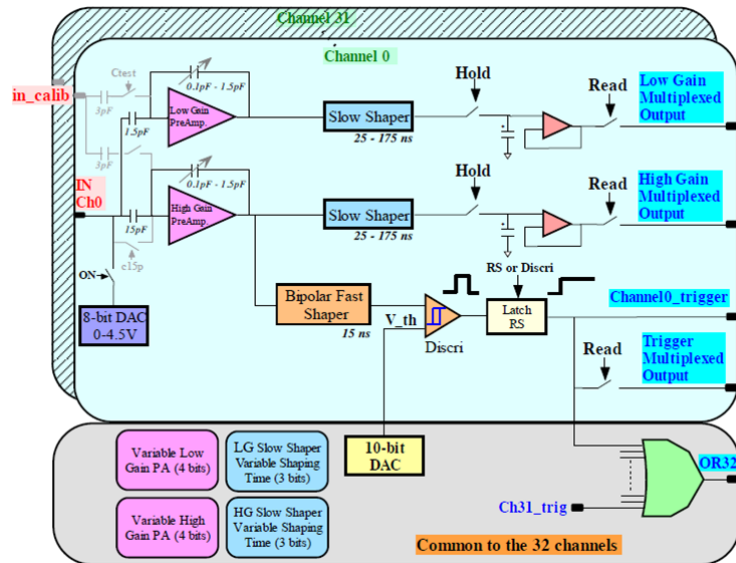 Channel 31
Channel 0
Ctest
in_calib
3pF
0.1pF - 1.5pF
Low Gain
PreAmp.
1.5pF
Slow Shaper
25 - 175 ns
Hold
Read
Low Gain
Multiplexed
Output
3pF
IN
Ch0
0.1pF - 1.5pF
High Gain
PreAmp.
15pF
c15p
Slow Shaper
25 - 175 ns
Hold
Read
High Gain
Multiplexed
Output
ON
8-bit DAC
0-4.5V
Bipolar Fast
Shaper
15 ns
V_th
Discri
RS or Discri
Latch
RS
Channel0_trigger
Read
Trigger
Multiplexed
Output
10-bit
DAC
Variable Low
Gain PA (4 bits)
LG Slow Shaper
Variable Shaping
Time (3 bits)
Variable High
Gain PA (4 bits)
HG Slow Shaper
Variable Shaping
Time (3 bits)
OR32
Ch31_trig
Common to the 32 channels